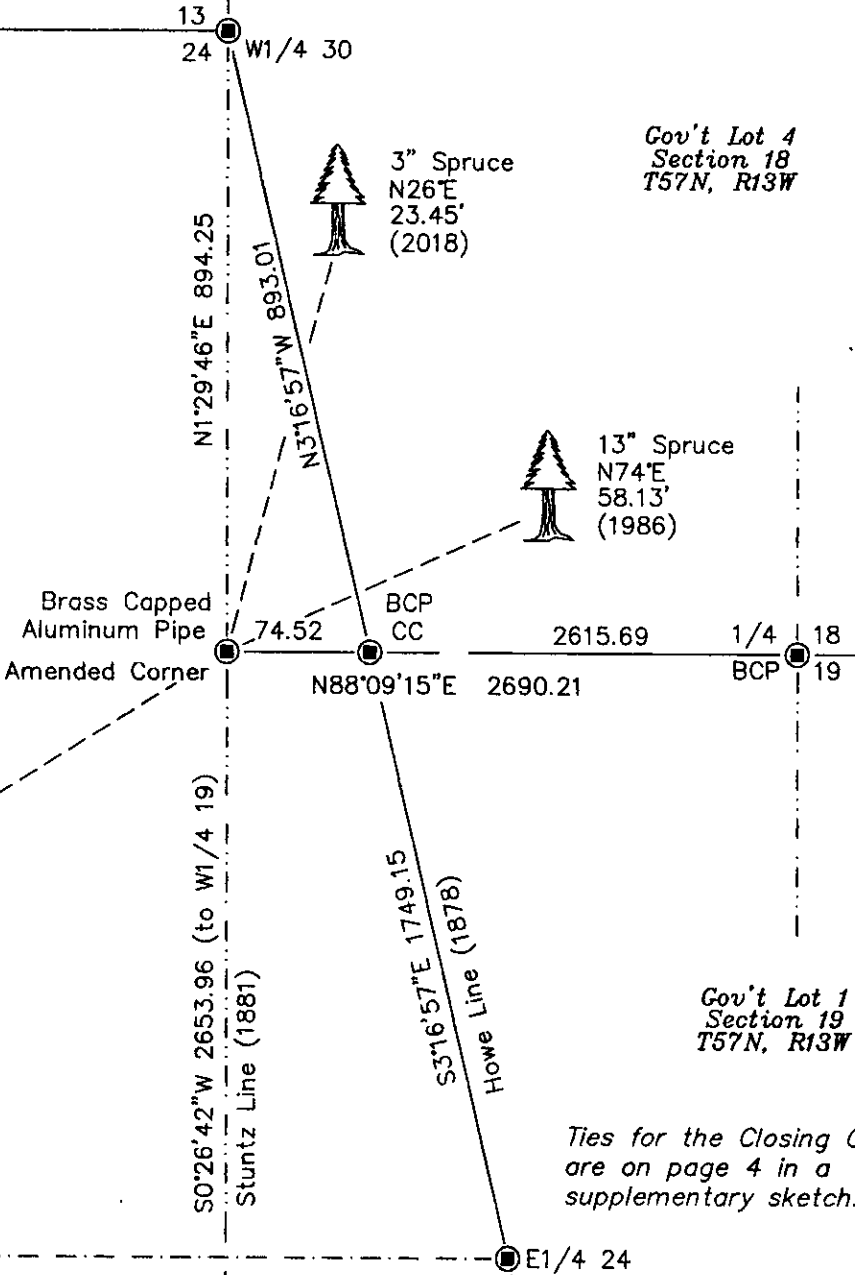 13
24
W1/4 30
Gov't Lot 4
Section 18
T57N, R13W
3" Spruce
N26°E
23.45'
(2018)
N1°29'46"E 894.25
N3°16'57"W 893.01
13" Spruce
N74°E
58.13'
(1986)
Brass Capped
Aluminum Pipe
Amended Corner
74.52
BCP
CC
2615.69
1/4
18
BCP
19
N88°09'15"E 2690.21
S0°26'42"W 2653.96 (to W1/4 19)
Stuntz Line (1881)
S3°16'57"E 1749.15
Howe Line (1878)
Gov't Lot 1
Section 19
T57N, R13W
Ties for the Closing
are on page 4 in a
supplementary sketch.
E1/4 24